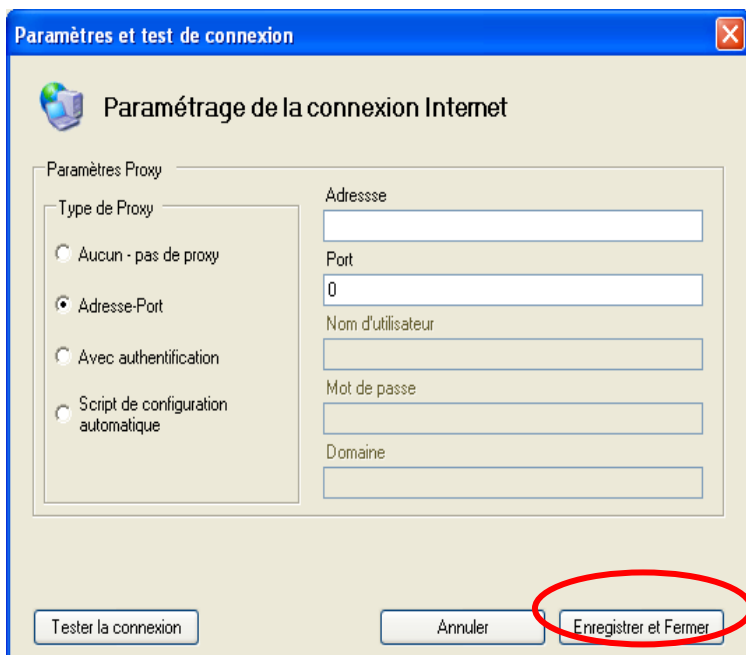 Paramètres et test de connexion
Paramétrage de la connexion Internet
Paramètres Proxy
Type de Proxy
Aucun - pas de proxy
Adresse-Port
Avec authentification
Script de configuration
automatique
Adressse
Port
0
Nom d'utilisateur
Mot de passe
Domaine
Tester la connexion
Annuler
Enregistrer et Fermer